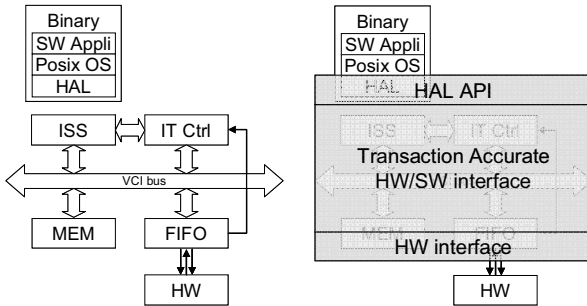 Binary
SW Appli
Posix OS
HAL
ISS
IT Ctrl
VCI bus
MEM
FIFO
HW
Binary
SW Appli
Posix OS
HAL
HAL API
ISS
IT Ctrl
Transaction Accurate
HW/SW interface
MEM
FIFO
HW interface
HW